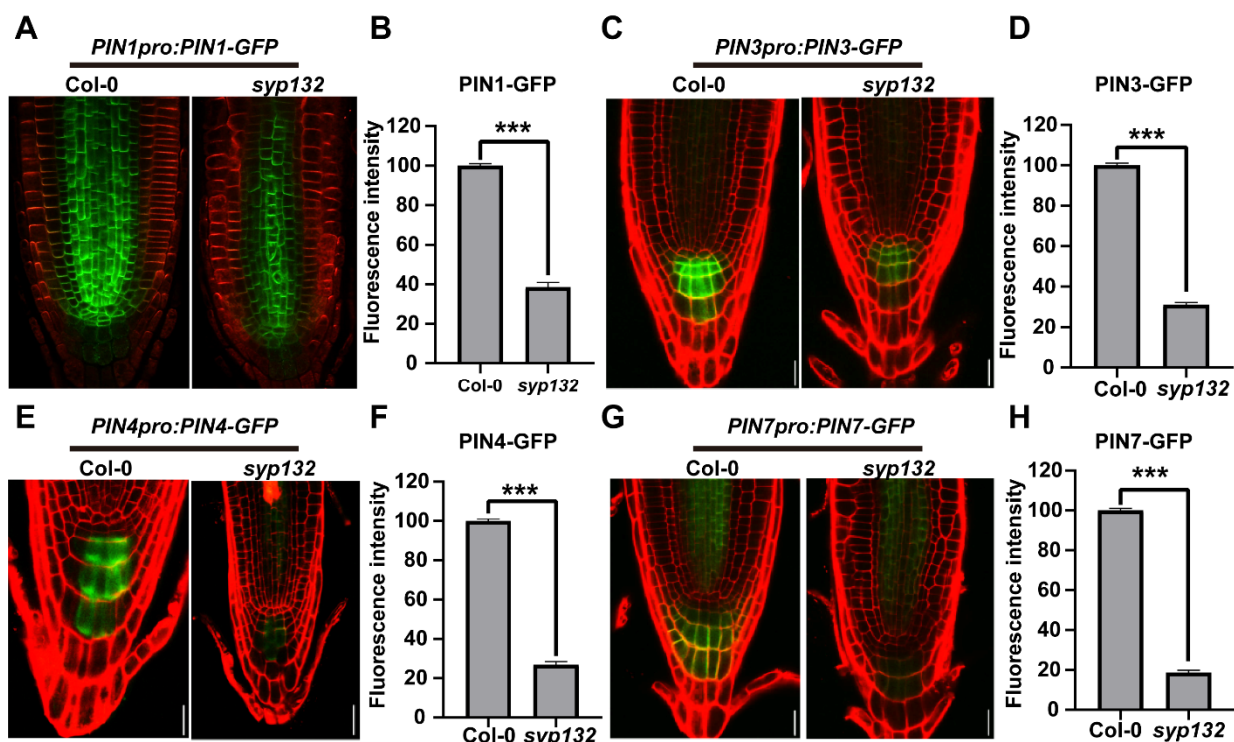 A
PIN1pro:PIN1-GFP
Col-0
syp132
B
PIN1-GFP
Fluorescence intensity
120
100
80
60
40
20
0
***
Col-0
syp132
C
PIN3pro:PIN3-GFP
Col-0
syp132
D
PIN3-GFP
Fluorescence intensity
120
100
80
60
40
20
0
***
Col-0
syp132
E
PIN4pro:PIN4-GFP
Col-0
syp132
F
PIN4-GFP
Fluorescence intensity
120
100
80
60
40
20
0
***
Col-0
syp132
G
PIN7pro:PIN7-GFP
Col-0
syp132
H
PIN7-GFP
Fluorescence intensity
120
100
80
60
40
20
0
***
Col-0
syp132